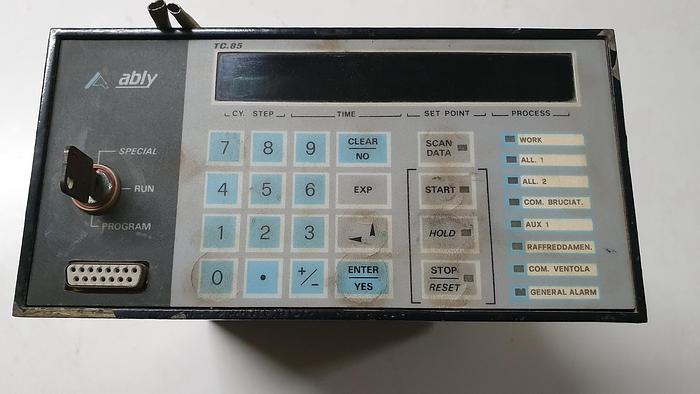 TC.85
ably
CY. STEP TIME SET POINT PROCESS
SPECIAL
RUN
PROGRAM
7 8 9 CLEAR NO
SCAN DATA
4 5 6 EXP
START
1 2 3
HOLD
0 • +/− ENTER YES
STOP RESET
WORK
ALL. 1
ALL. 2
COM. BRUCIAT.
AUX 1
RAFFREDDAMEN.
COM. VENTOLA
GENERAL ALARM